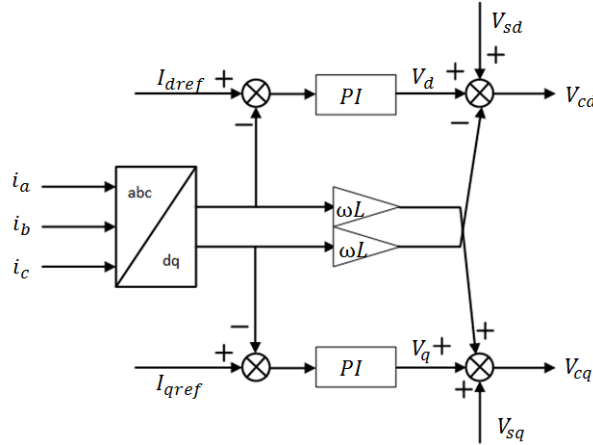 V_sd
+
I_dref + PI V_d + V_cd
− −
i_a abc
ωL
i_b
ωL
i_c dq
− +
+ PI V_q + V_cq
I_qref +
V_sq